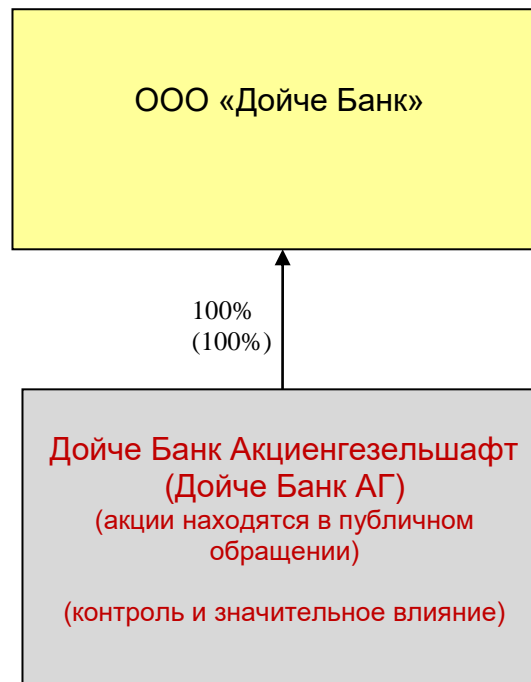 ООО «Дойче Банк»
100%
(100%)
Дойче Банк Акциенгезельшафт
(Дойче Банк АГ)
(акции находятся в публичном
обращении)
(контроль и значительное влияние)